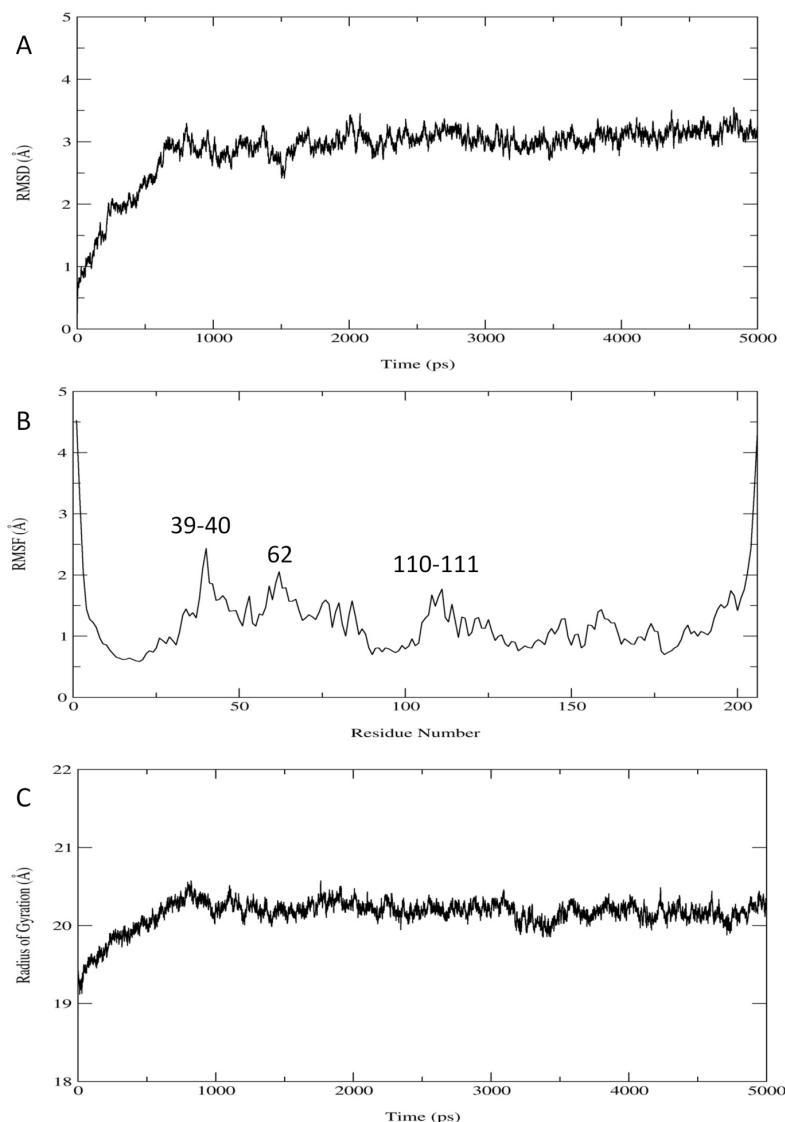 A
5
4
3
2
1
0
RMSD (Å)
0 1000 2000 3000 4000 5000
Time (ps)
B
5
4
3
2
1
0
RMSF (Å)
39-40
62
110-111
0 50 100 150 200
Residue Number
C
22
21
20
19
18
Radius of Gyration (Å)
0 1000 2000 3000 4000 5000
Time (ps)